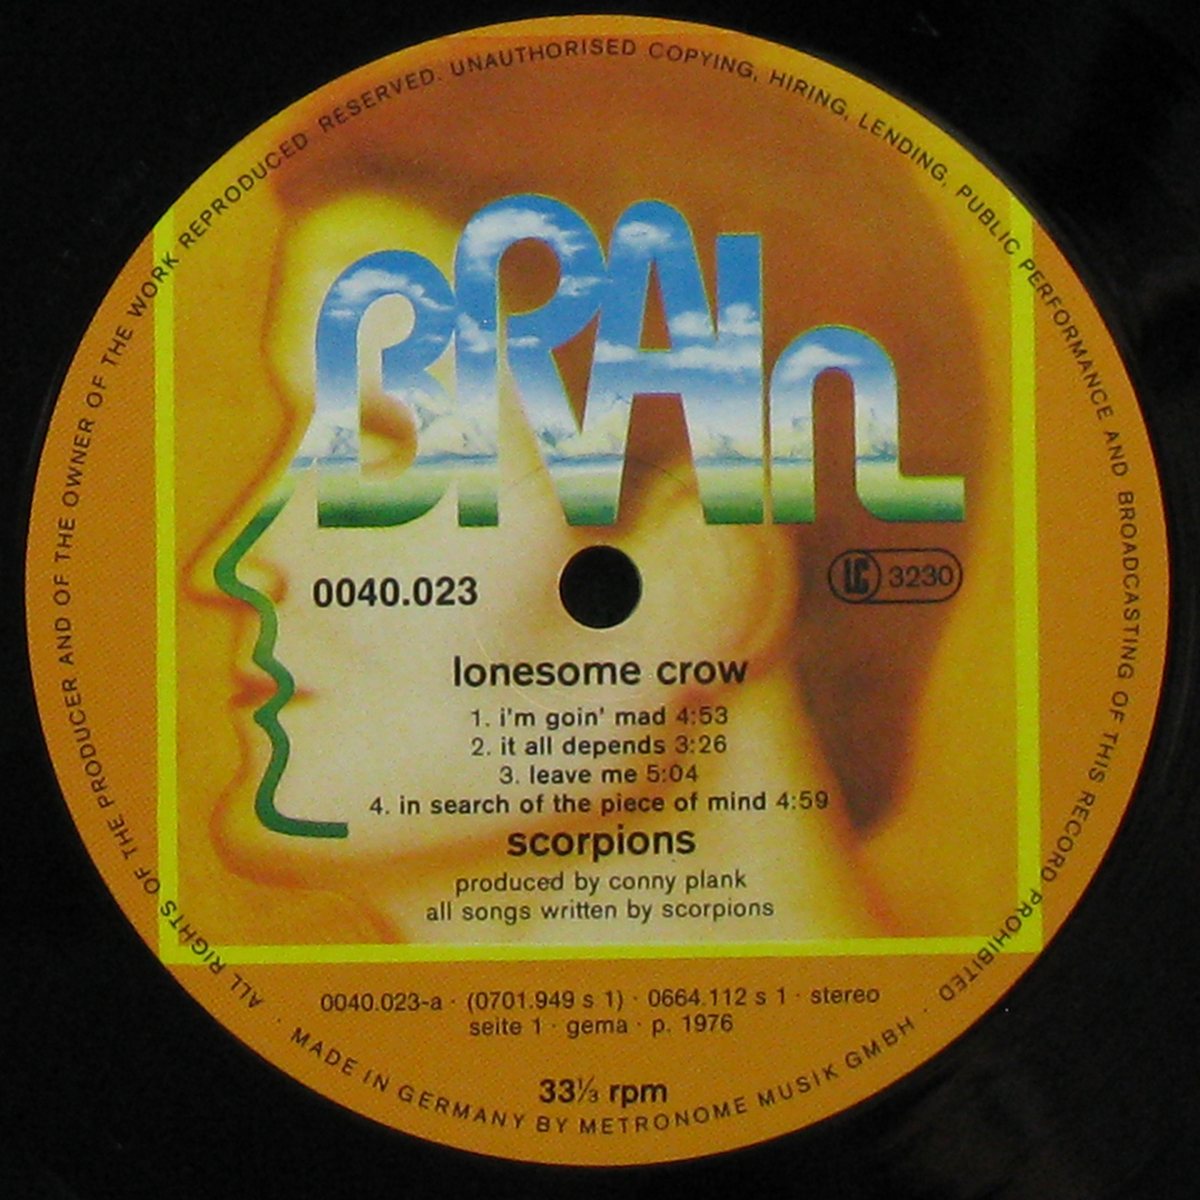 ALL RIGHTS OF THE PRODUCER AND OF THE OWNER OF THE WORK REPRODUCED RESERVED. UNAUTHORISED COPYING, HIRING, LENDING, PUBLIC PERFORMANCE AND BROADCASTING OF THIS RECORD PROHIBITED
BRAIn
0040.023
LC 3230
lonesome crow
1. i'm goin' mad 4:53
2. it all depends 3:26
3. leave me 5:04
4. in search of the piece of mind 4:59
scorpions
produced by conny plank
all songs written by scorpions
0040.023-a · (0701.949 s 1) · 0664.112 s 1 · stereo
seite 1 · gema · p. 1976
33⅓ rpm
· MADE IN GERMANY BY METRONOME MUSIK GMBH ·